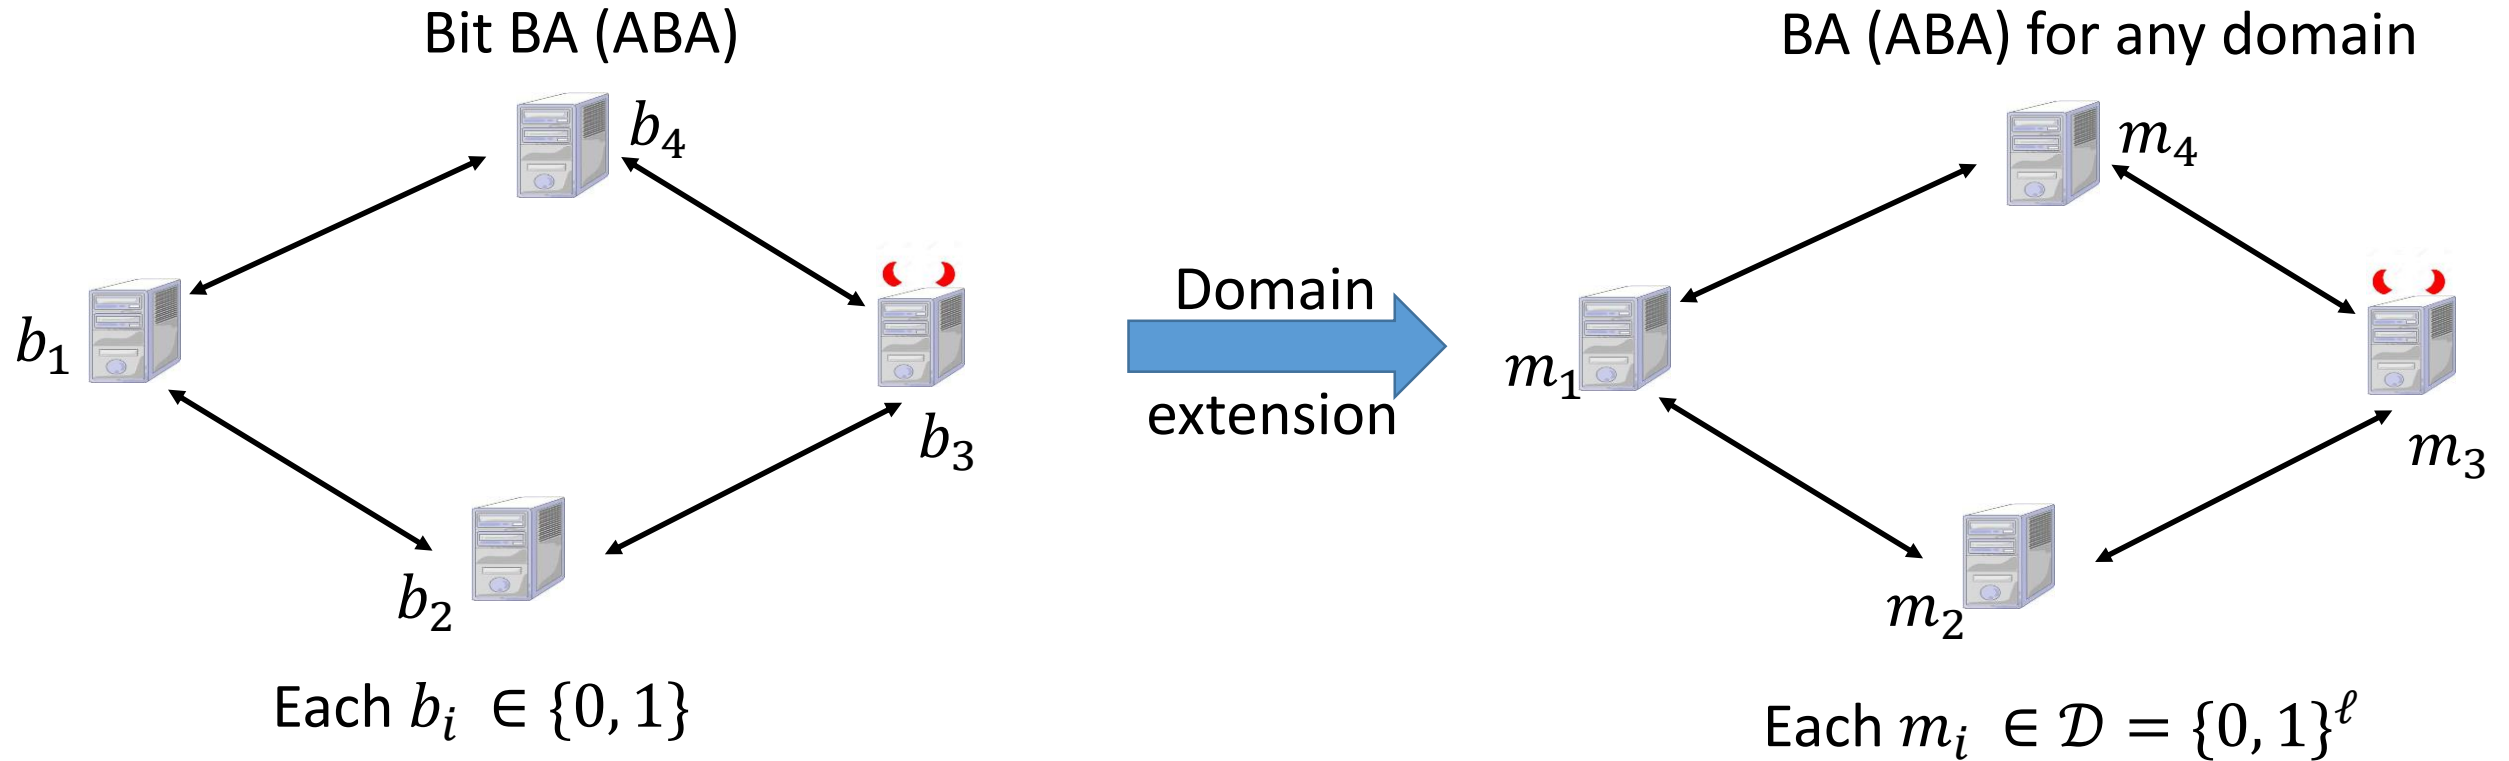 Bit BA (ABA)
b₄
b₁
b₃
b₂
Each bᵢ ∈ {0, 1}
Domain
extension
BA (ABA) for any domain
m₄
m₁
m₃
m₂
Each mᵢ ∈ 𝒟 = {0, 1}^ℓ